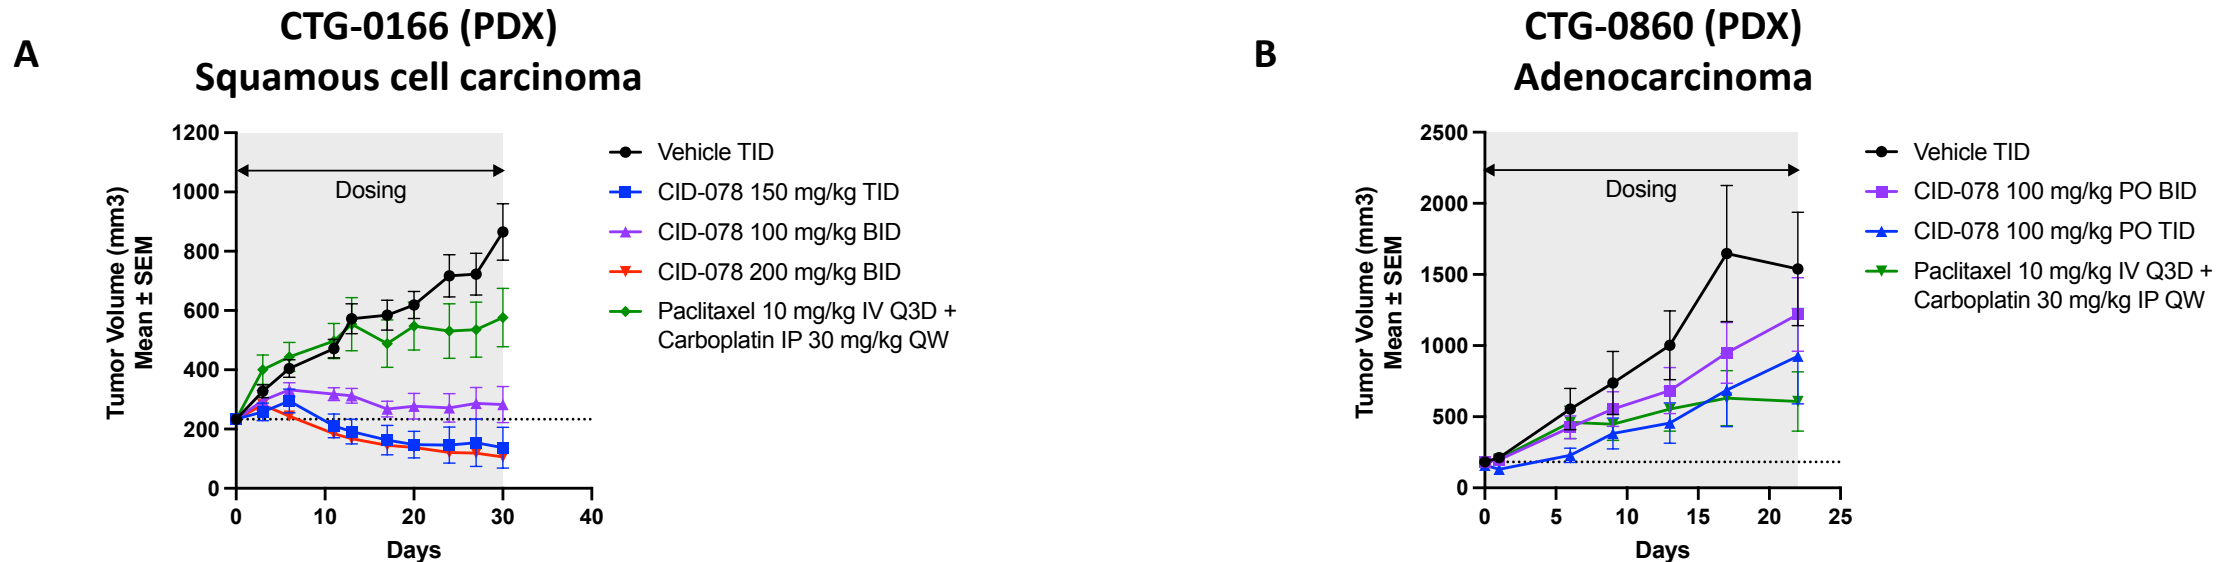 A
CTG-0166 (PDX)
Squamous cell carcinoma
Tumor Volume (mm3)
Mean ± SEM
1200
1000
800
600
400
200
0
Dosing
0 10 20 30 40
Days
Vehicle TID
CID-078 150 mg/kg TID
CID-078 100 mg/kg BID
CID-078 200 mg/kg BID
Paclitaxel 10 mg/kg IV Q3D +
Carboplatin IP 30 mg/kg QW
B
CTG-0860 (PDX)
Adenocarcinoma
Tumor Volume (mm3)
Mean ± SEM
2500
2000
1500
1000
500
0
Dosing
0 5 10 15 20 25
Days
Vehicle TID
CID-078 100 mg/kg PO BID
CID-078 100 mg/kg PO TID
Paclitaxel 10 mg/kg IV Q3D +
Carboplatin 30 mg/kg IP QW